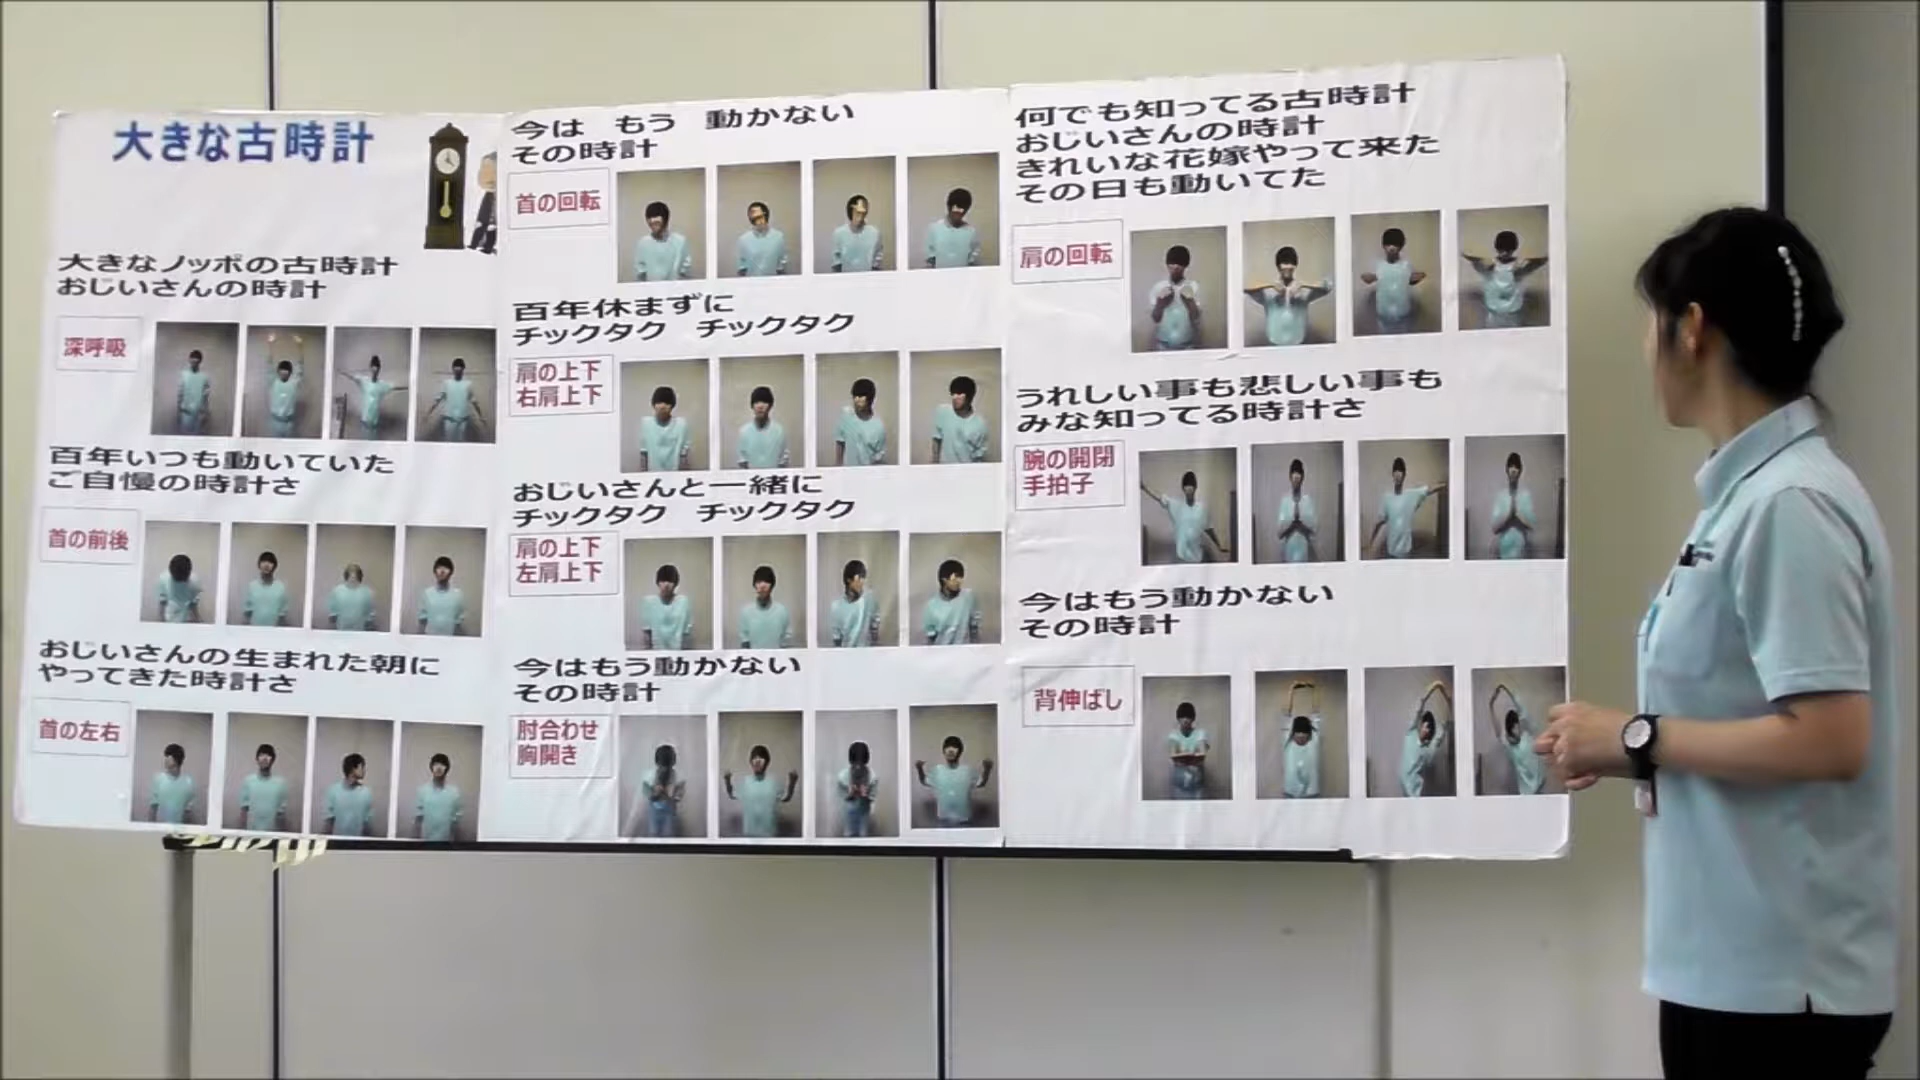 大きな古時計
大きなノッポの古時計
おじいさんの時計
深呼吸
百年いつも動いていた
ご自慢の時計さ
首の前後
おじいさんの生まれた朝に
やってきた時計さ
首の左右
今は もう 動かない
その時計
首の回転
百年休まずに
チックタク チックタク
肩の上下
右肩上下
おじいさんと一緒に
チックタク チックタク
肩の上下
左肩上下
今はもう動かない
その時計
肘合わせ
胸開き
何でも知ってる古時計
おじいさんの時計
きれいな花嫁やって来た
その日も動いてた
肩の回転
うれしい事も悲しい事も
みな知ってる時計さ
腕の開閉
手拍子
今はもう動かない
その時計
背伸ばし